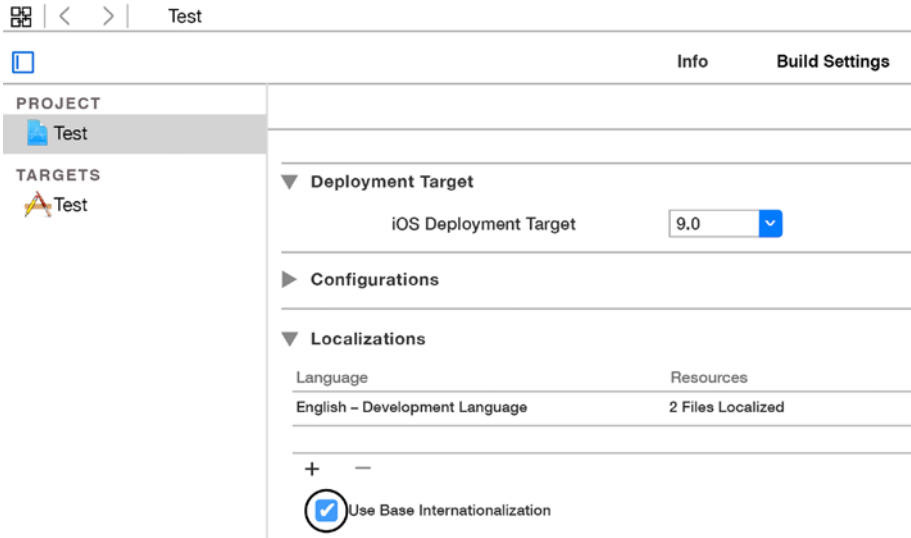 Test
Info Build Settings
PROJECT
Test
TARGETS
Test
Deployment Target
iOS Deployment Target 9.0
Configurations
Localizations
Language Resources
English – Development Language 2 Files Localized
+ −
Use Base Internationalization